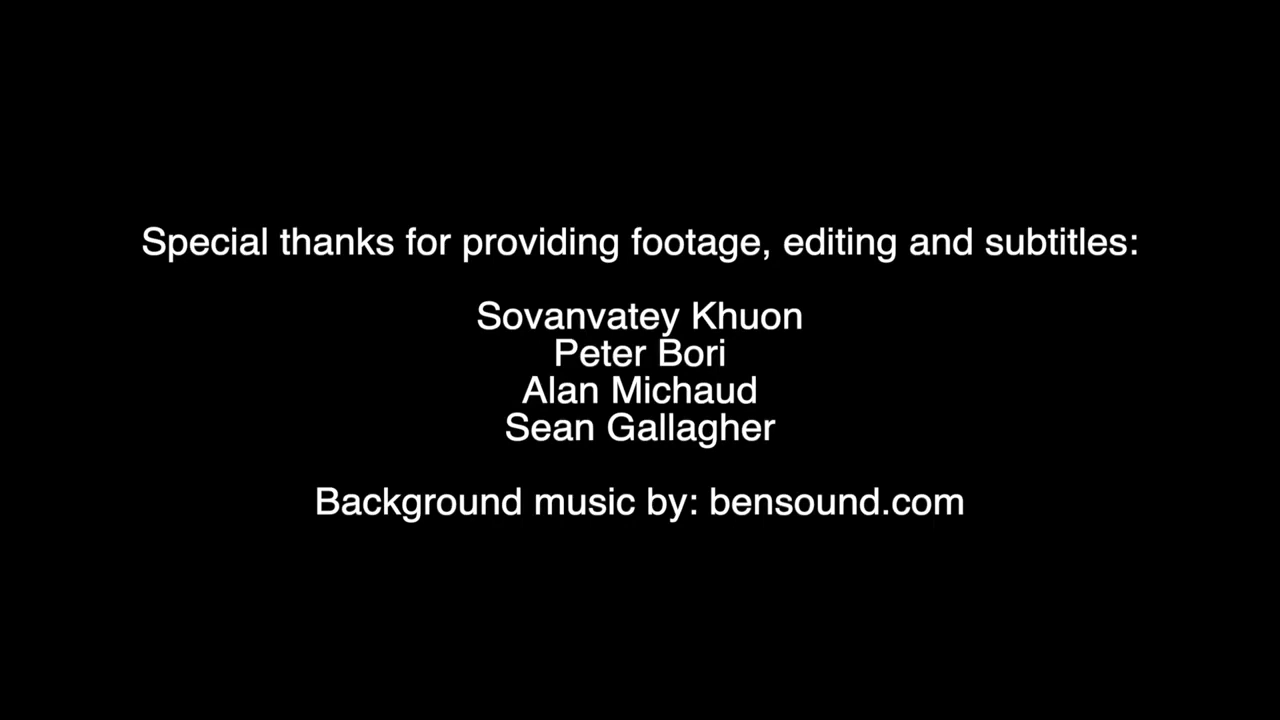 Special thanks for providing footage, editing and subtitles:
Sovanvatey Khuon
Peter Bori
Alan Michaud
Sean Gallagher
Background music by: bensound.com